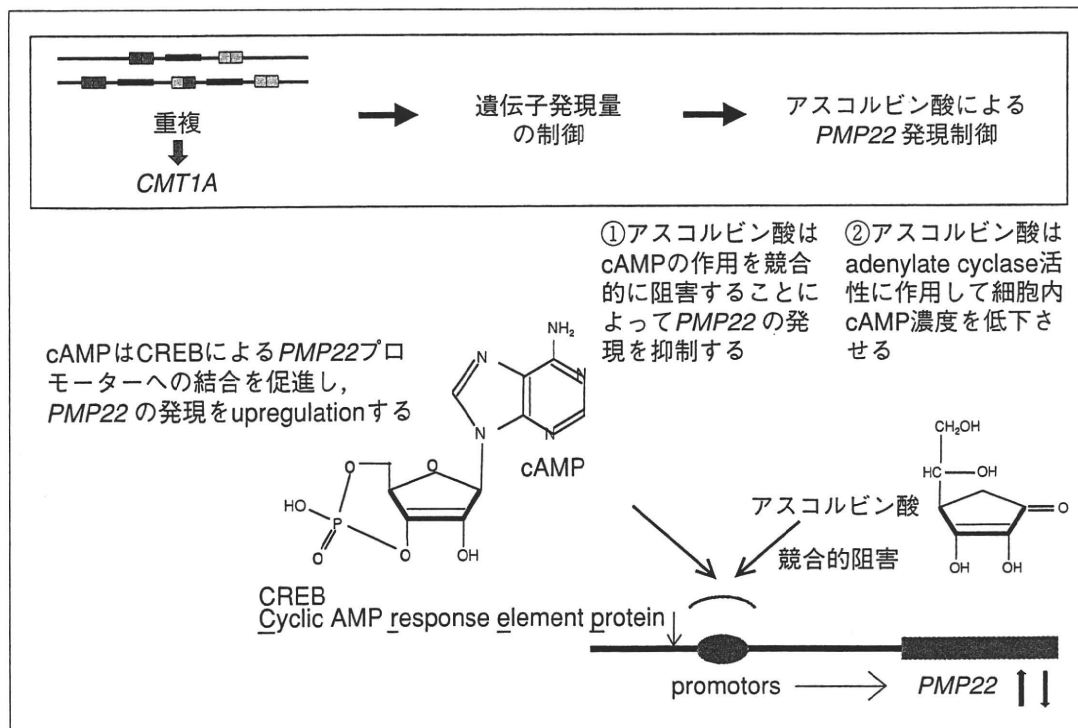 重複
CMT1A
遺伝子発現量
の制御
アスコルビン酸による
PMP22 発現制御
①アスコルビン酸は
cAMPの作用を競合
的に阻害することに
よってPMP22 の発
現を抑制する
②アスコルビン酸は
adenylate cyclase活
性に作用して細胞内
cAMP濃度を低下さ
せる
cAMPはCREBによるPMP22プロ
モーターへの結合を促進し,
PMP22 の発現をupregulationする
NH2
N
N
N
N
cAMP
O
O
HO
P
O
O
OH
CH2OH
HC
OH
O
OH
OH
アスコルビン酸
競合的阻害
CREB
Cyclic AMP response element protein
promotors
PMP22